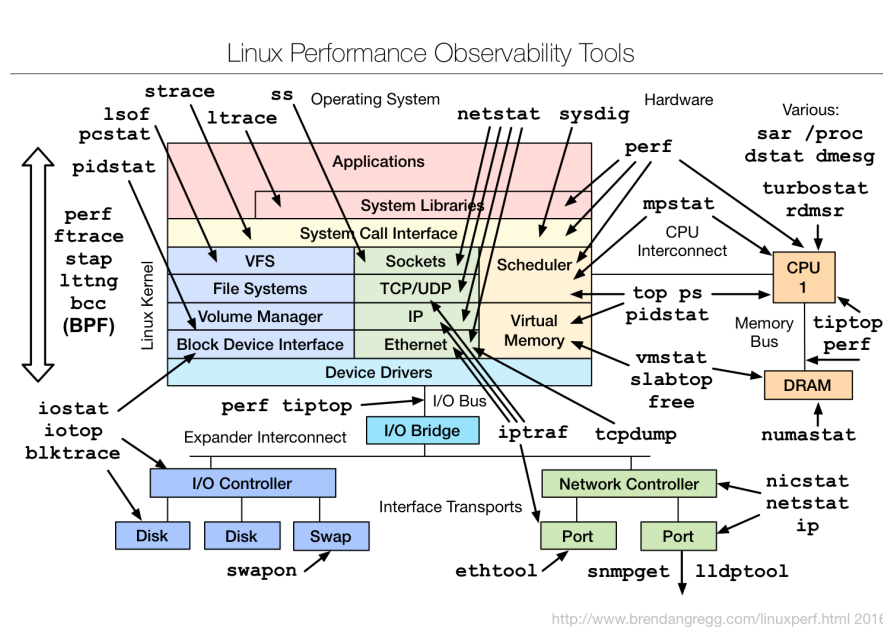 Linux Performance Observability Tools
strace
ss
Operating System
Hardware
Various:
lsof
pcstat
ltrace
netstat
sysdig
sar /proc
dstat dmesg
pidstat
Applications
perf
turbostat
rdmsr
System Libraries
mpstat
perf
ftrace
stap
lttng
bcc
(BPF)
Linux Kernel
System Call Interface
CPU
Interconnect
VFS
Sockets
Scheduler
CPU
1
File Systems
TCP/UDP
top ps
pidstat
Volume Manager
IP
Virtual
Memory
Memory
Bus
tiptop
perf
Block Device Interface
Ethernet
vmstat
slabtop
free
Device Drivers
DRAM
iostat
iotop
blktrace
perf tiptop
I/O Bus
I/O Bridge
iptraf
tcpdump
numastat
Expander Interconnect
I/O Controller
Interface Transports
Network Controller
nicstat
netstat
ip
Disk
Disk
Swap
Port
Port
swapon
ethtool
snmpget
lldptool
http://www.brendangregg.com/linuxperf.html 2016